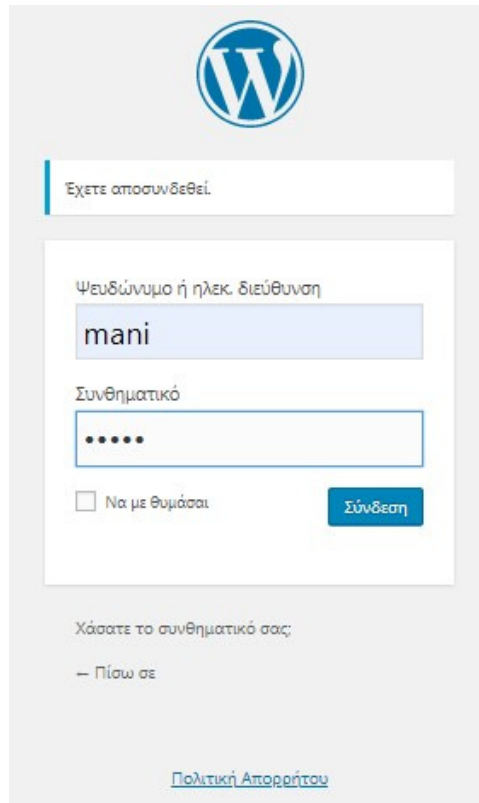 Έχετε αποσυνδεθεί.
Ψευδώνυμο ή ηλεκ. διεύθυνση
mani
Συνθηματικό
•••••
Να με θυμάσαι
Σύνδεση
Χάσατε το συνθηματικό σας;
← Πίσω σε
Πολιτική Απορρήτου